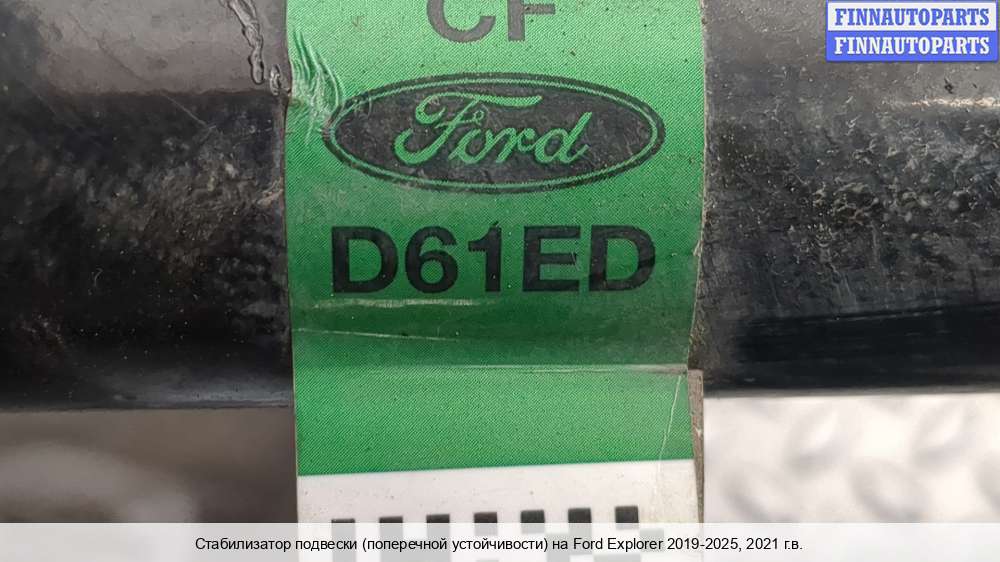 FINNAUTOPARTS
FINNAUTOPARTS
CF
Ford
D61ED
Стабилизатор подвески (поперечной устойчивости) на Ford Explorer 2019-2025, 2021 г.в.